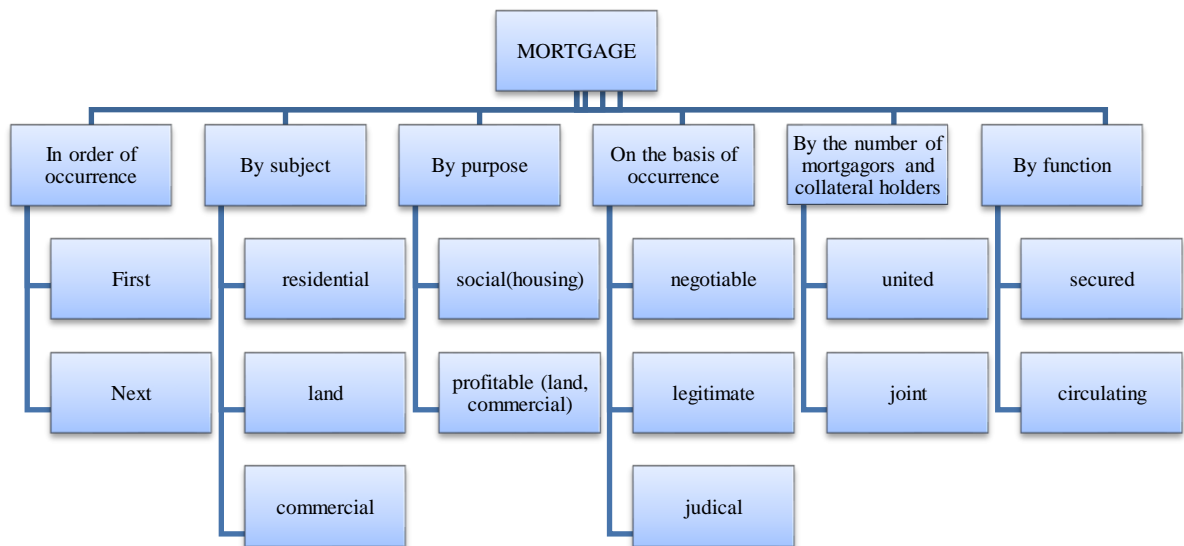 MORTGAGE
In order of
occurrence
By subject
By purpose
On the basis of
occurrence
By the number of
mortgagors and
collateral holders
By function
First
residential
social(housing)
negotiable
united
secured
Next
land
profitable (land,
commercial)
legitimate
joint
circulating
commercial
judical